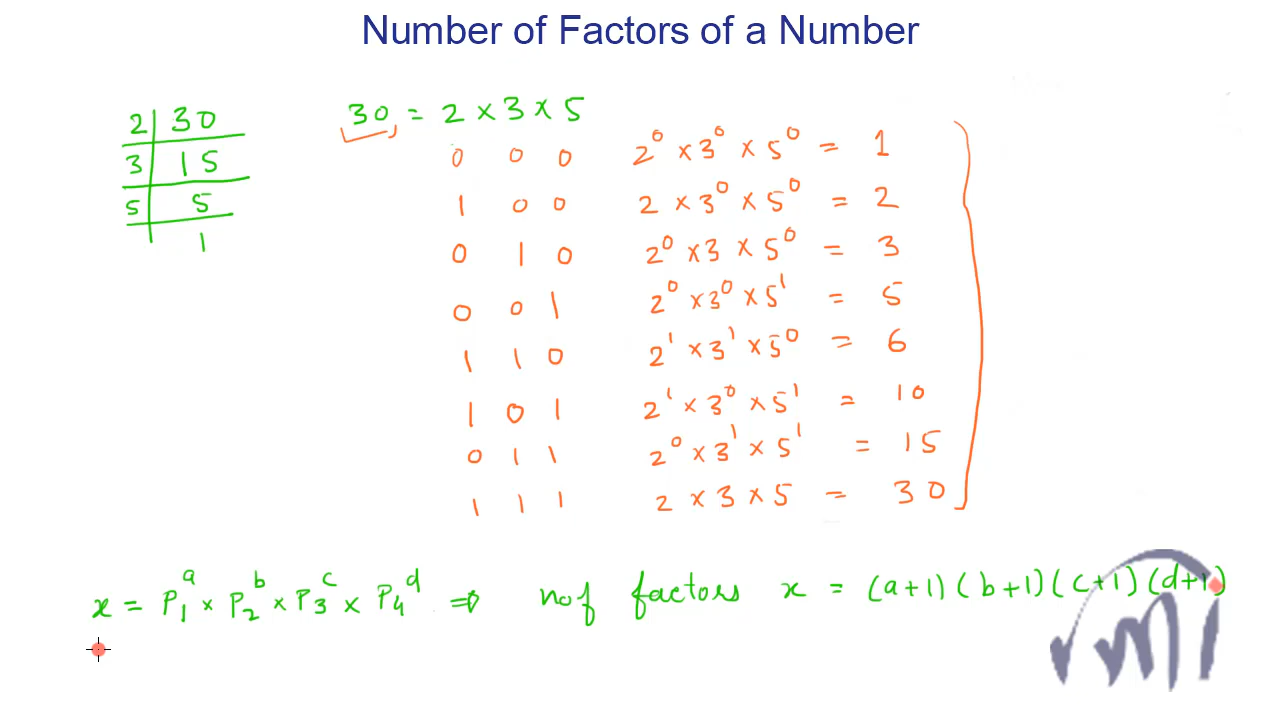 Number of Factors of a Number
2 | 30
3 | 15
5 | 5
1
30 = 2 × 3 × 5
0 0 0 2⁰ × 3⁰ × 5⁰ = 1
1 0 0 2 × 3⁰ × 5⁰ = 2
0 1 0 2⁰ × 3 × 5⁰ = 3
0 0 1 2⁰ × 3⁰ × 5¹ = 5
1 1 0 2¹ × 3¹ × 5⁰ = 6
1 0 1 2¹ × 3⁰ × 5¹ = 10
0 1 1 2⁰ × 3¹ × 5¹ = 15
1 1 1 2 × 3 × 5 = 30
x = P₁ᵃ × P₂ᵇ × P₃ᶜ × P₄ᵈ ⇒ no f factors x = (a+1) (b+1) (c+1) (d+1)